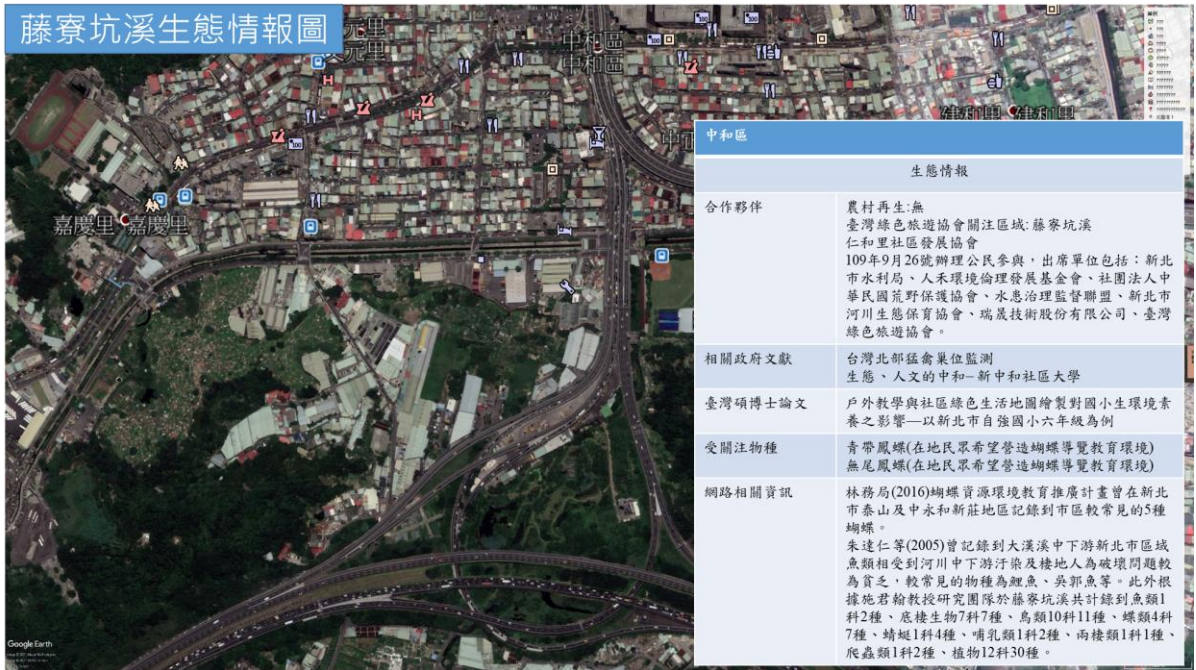 藤寮坑溪生態情報圖
元里
元里
中和區
中和區
建和里 建和里
中正
嘉慶里 嘉慶里
中和區
生態情報
合作夥伴
農村再生:無
臺灣綠色旅遊協會關注區域:藤寮坑溪
仁和里社區發展協會
109年9月26號辦理公民參與，出席單位包括：新北
市水利局、人禾環境倫理發展基金會、社團法人中
華民國荒野保護協會、水患治理監督聯盟、新北市
河川生態保育協會、瑞晟技術股份有限公司、臺灣
綠色旅遊協會。
相關政府文獻
台灣北部猛禽巢位監測
生態、人文的中和–新中和社區大學
臺灣碩博士論文
戶外教學與社區綠色生活地圖繪製對國小生環境素
養之影響—以新北市自強國小六年級為例
受關注物種
青帶鳳蝶(在地民眾希望營造蝴蝶導覽教育環境)
無尾鳳蝶(在地民眾希望營造蝴蝶導覽教育環境)
網路相關資訊
林務局(2016)蝴蝶資源環境教育推廣計畫曾在新北
市泰山及中永和新莊地區記錄到市區較常見的5種
蝴蝶。
朱達仁等(2005)曾記錄到大漢溪中下游新北市區域
魚類相受到河川中下游汙染及棲地人為破壞問題較
為貧乏，較常見的物種為鯉魚、吳郭魚等。此外根
據施君翰教授研究團隊於藤寮坑溪共計錄到魚類1
科2種、底棲生物7科7種、鳥類10科11種、蝶類4科
7種、蜻蜓1科4種、哺乳類1科2種、兩棲類1科1種、
爬蟲類1科2種、植物12科30種。
Google Earth